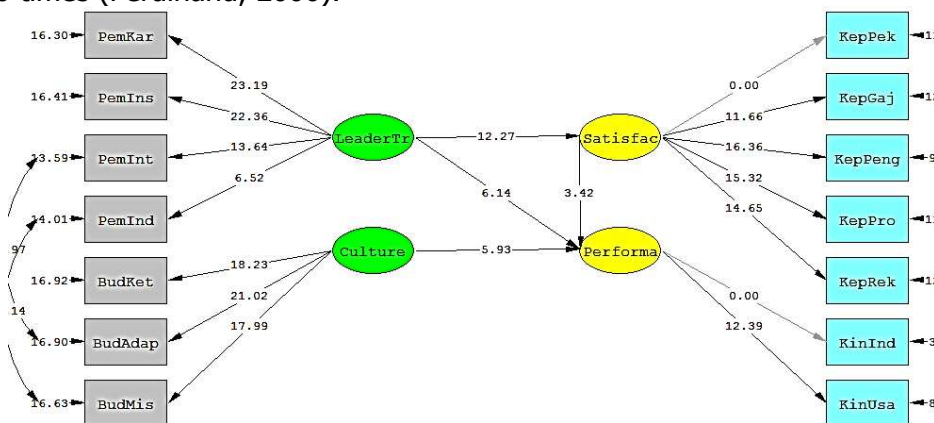 16.30
PemKar
23.19
KepPek
0.00
16.41
PemIns
22.36
KepGaj
11.66
LeaderTr
12.27
Satisfac
13.59
PemInt
13.64
KepPeng
16.36
14.01
PemInd
6.52
6.14
3.42
KepPro
15.32
97
16.92
BudKet
18.23
Culture
5.93
Performa
KepRek
14.65
14
16.90
BudAdap
21.02
KinInd
0.00
16.63
BudMis
17.99
KinUsa
12.39